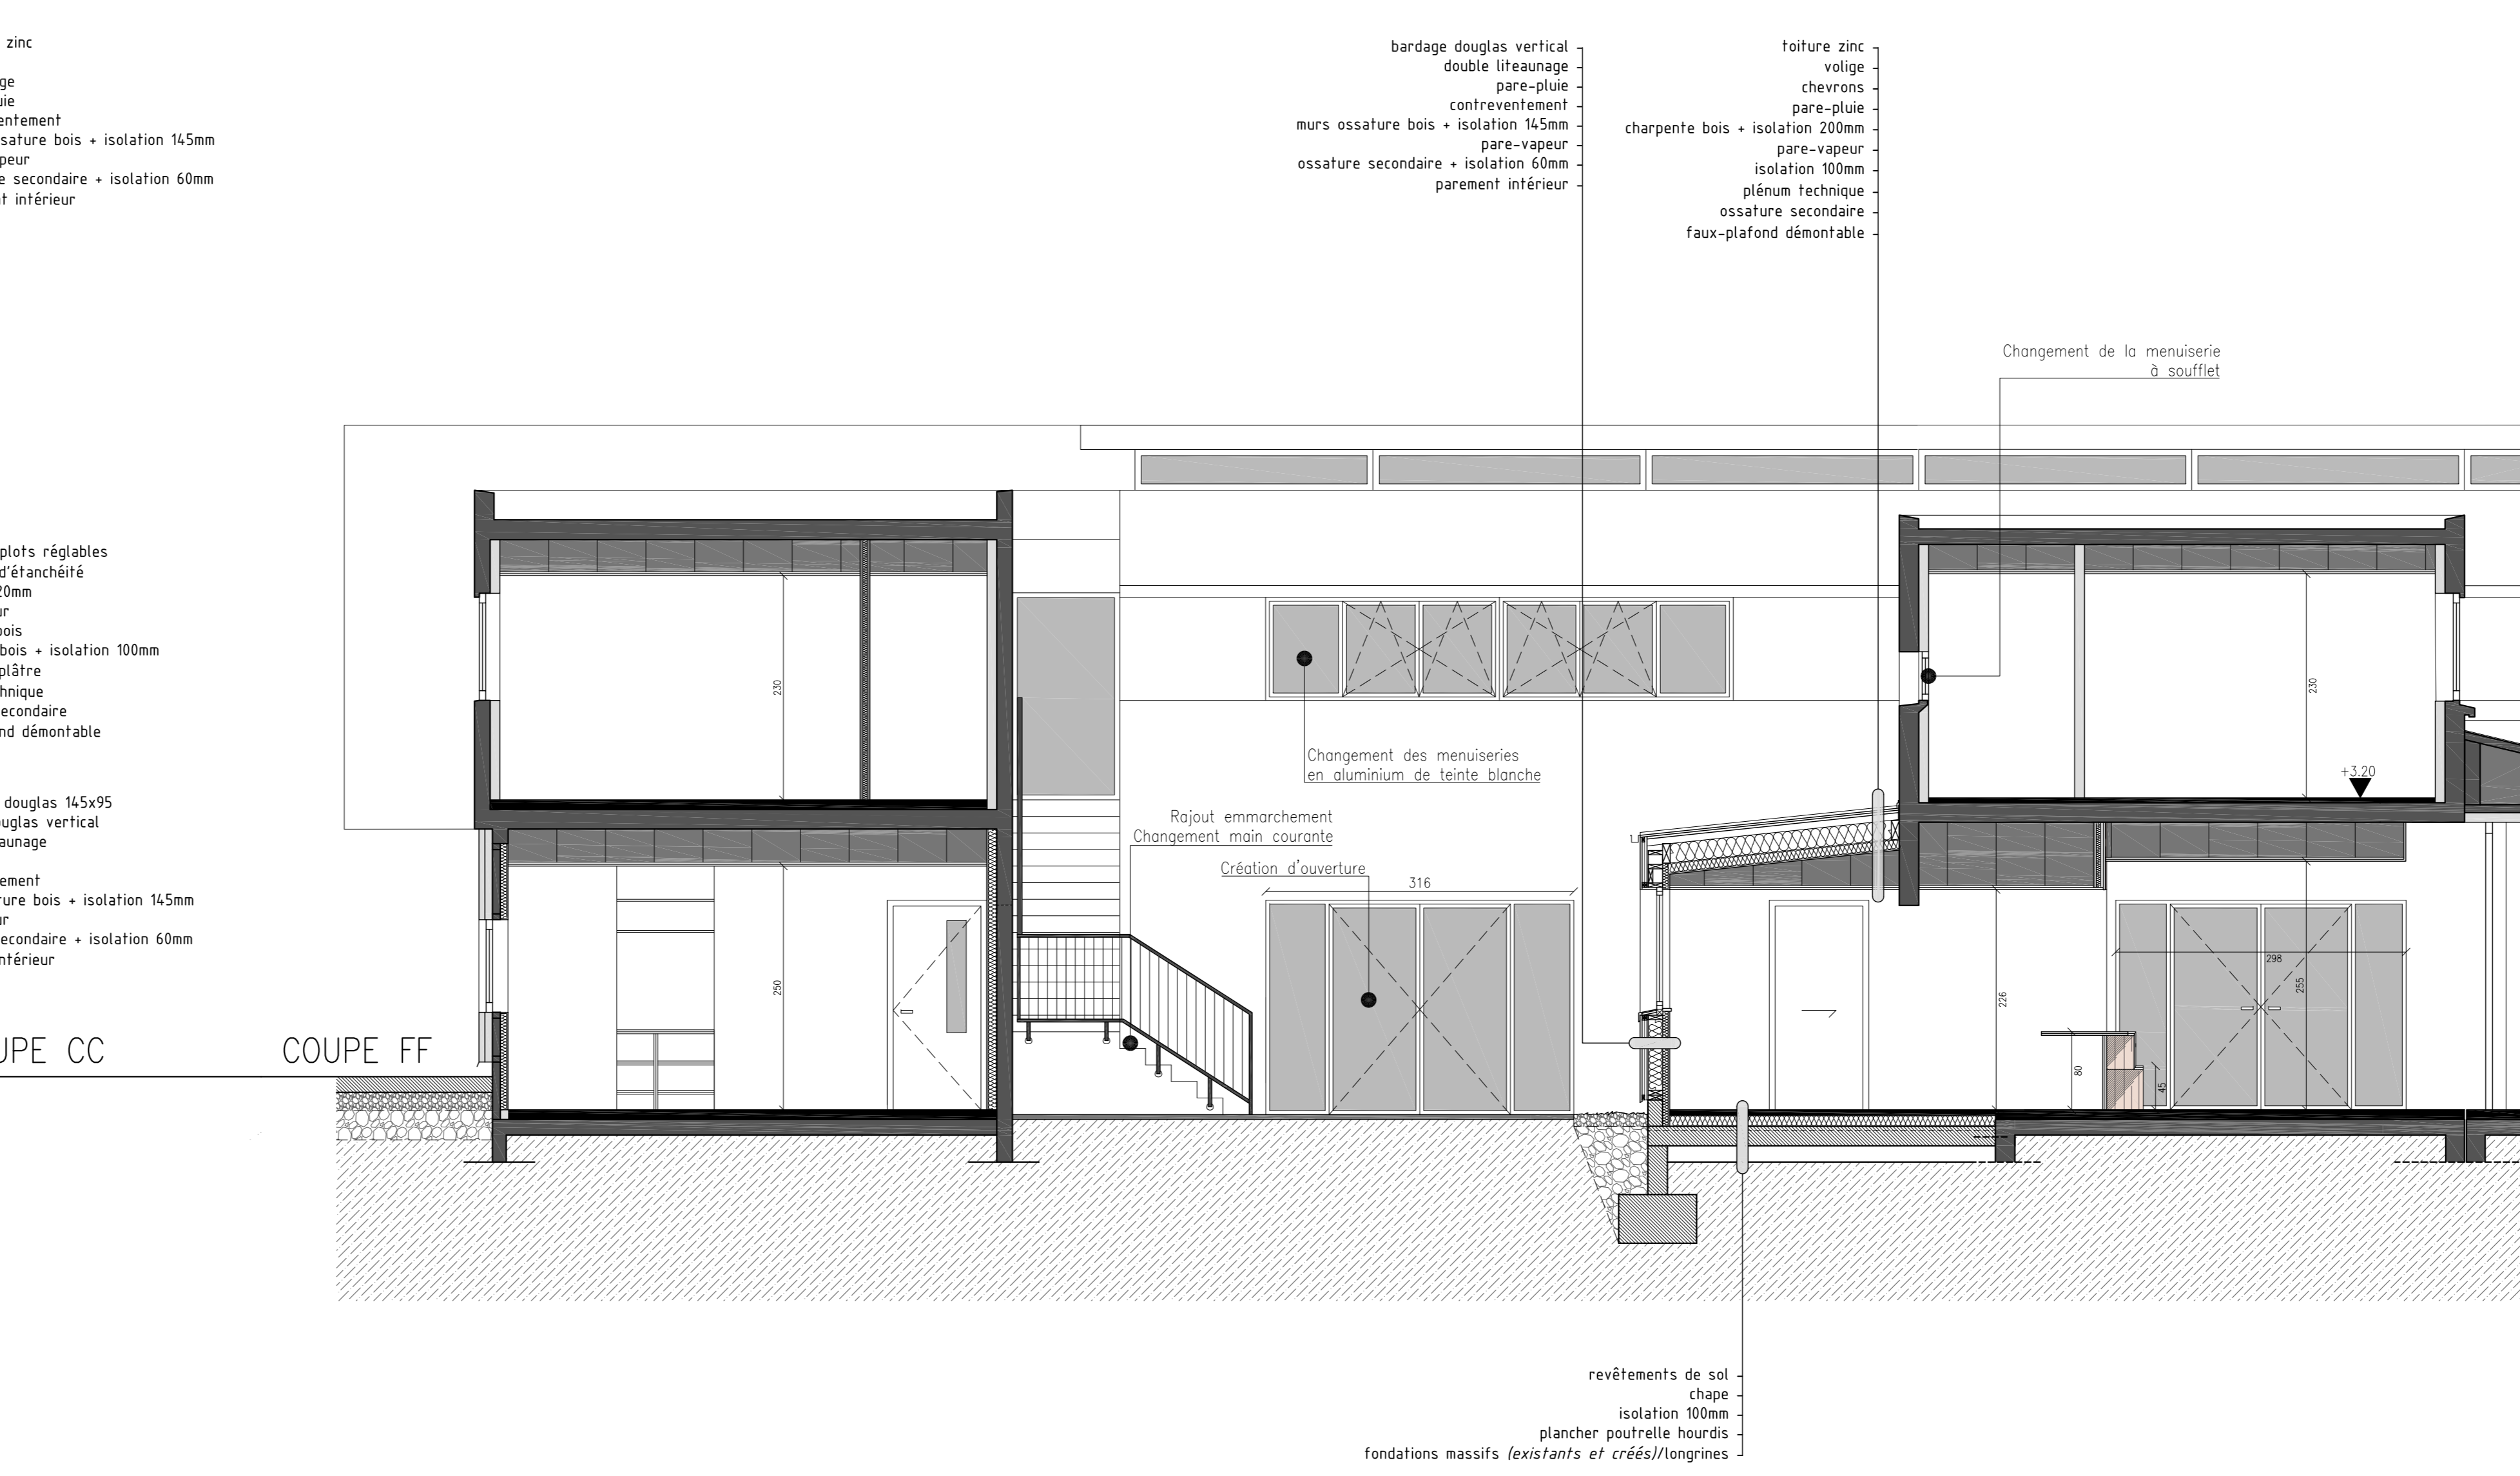 zinc
bardage douglas vertical
double liteaunage
pare-pluie
contreventement
murs ossature bois + isolation 145mm
pare-vapeur
ossature secondaire + isolation 60mm
parement intérieur
toiture zinc
volige
chevrons
pare-pluie
charpente bois + isolation 200mm
pare-vapeur
isolation 100mm
plénum technique
ossature secondaire
faux-plafond démontable
ge
uie
entement
sature bois + isolation 145mm
peur
e secondaire + isolation 60mm
t intérieur
Changement de la menuiserie
à soufflet
plots réglables
d'étanchéité
20mm
ur
bois
bois + isolation 100mm
plâtre
hnique
econdaire
nd démontable
230
230
Changement des menuiseries
en aluminium de teinte blanche
+3.20
douglas 145x95
uglas vertical
aunage
ement
ture bois + isolation 145mm
ur
econdaire + isolation 60mm
ntérieur
Rajout emmarchement
Changement main courante
Création d'ouverture
316
250
298
255
226
80
45
UPE CC
COUPE FF
revêtements de sol
chape
isolation 100mm
plancher poutrelle hourdis
fondations massifs (existants et créés)/longrines